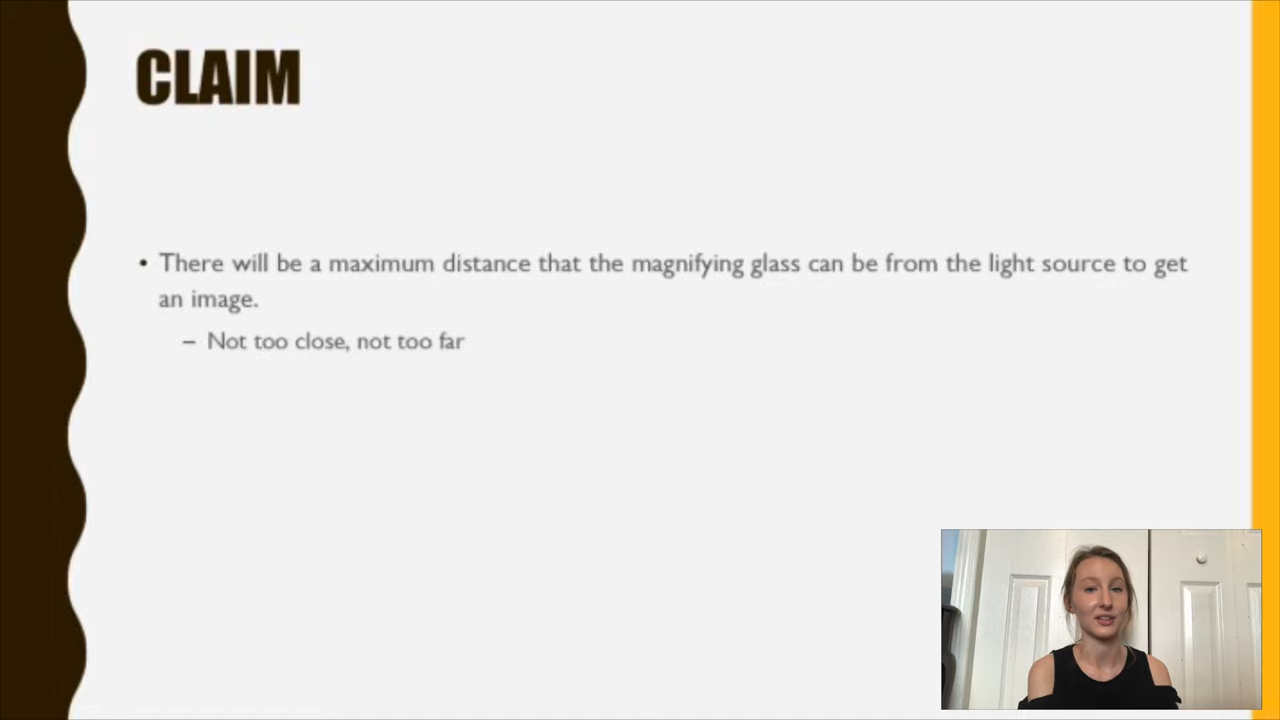 CLAIM
• There will be a maximum distance that the magnifying glass can be from the light source to get
an image.
– Not too close, not too far